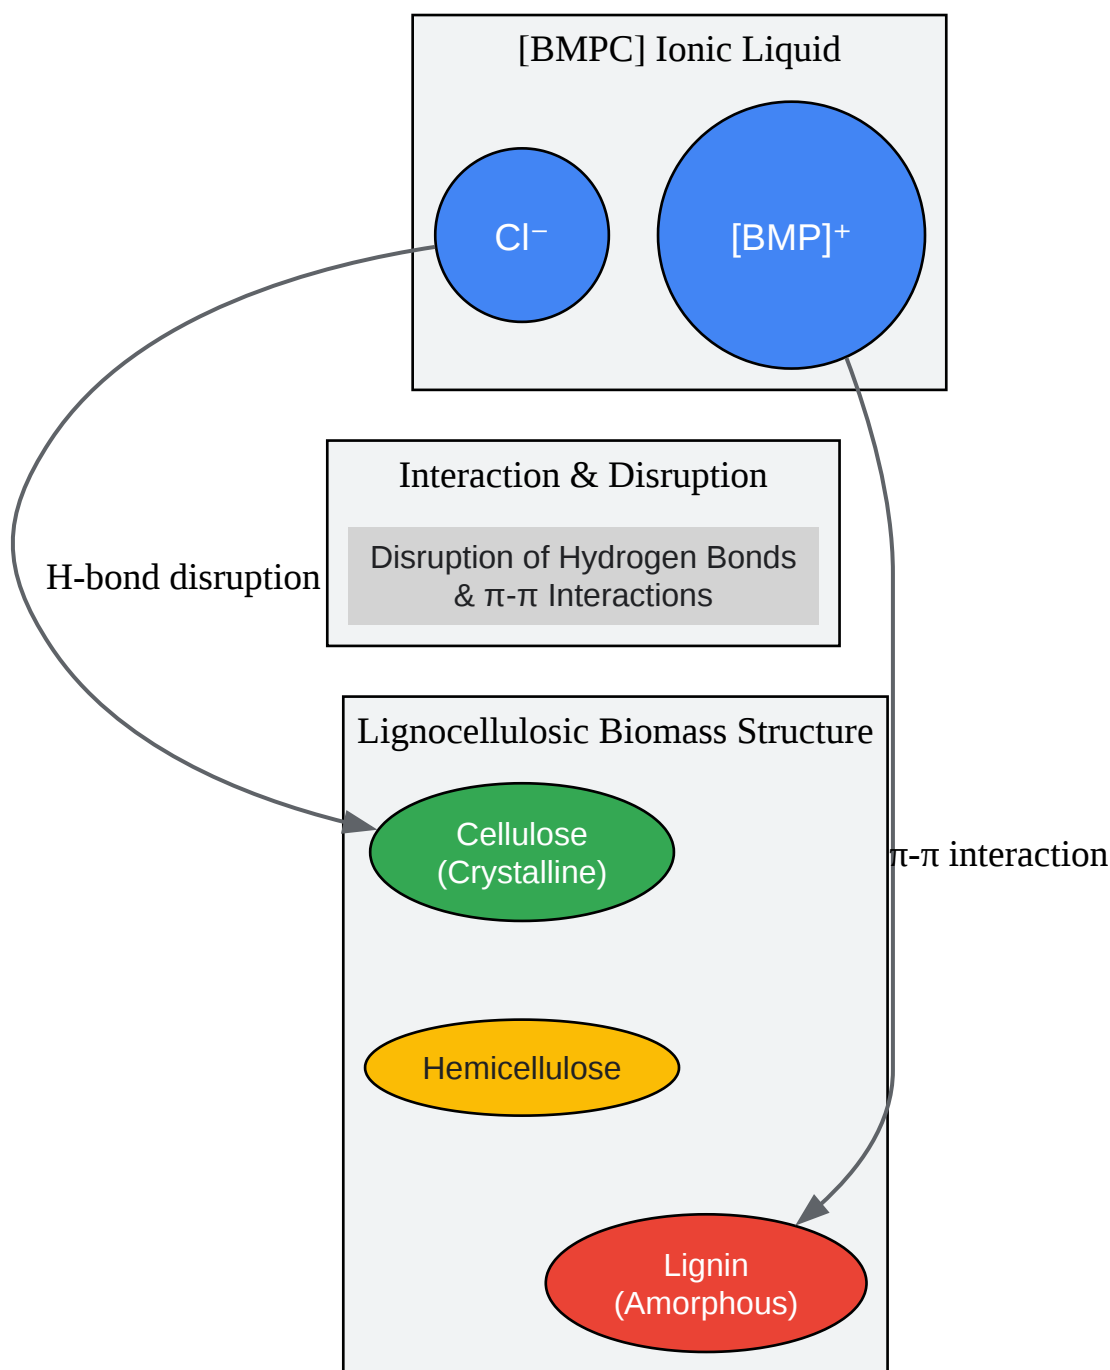 [BMPC] Ionic Liquid
Cl⁻
[BMP]⁺
Interaction & Disruption
Disruption of Hydrogen Bonds
& π-π Interactions
H-bond disruption
Lignocellulosic Biomass Structure
Cellulose
(Crystalline)
π-π interaction
Hemicellulose
Lignin
(Amorphous)